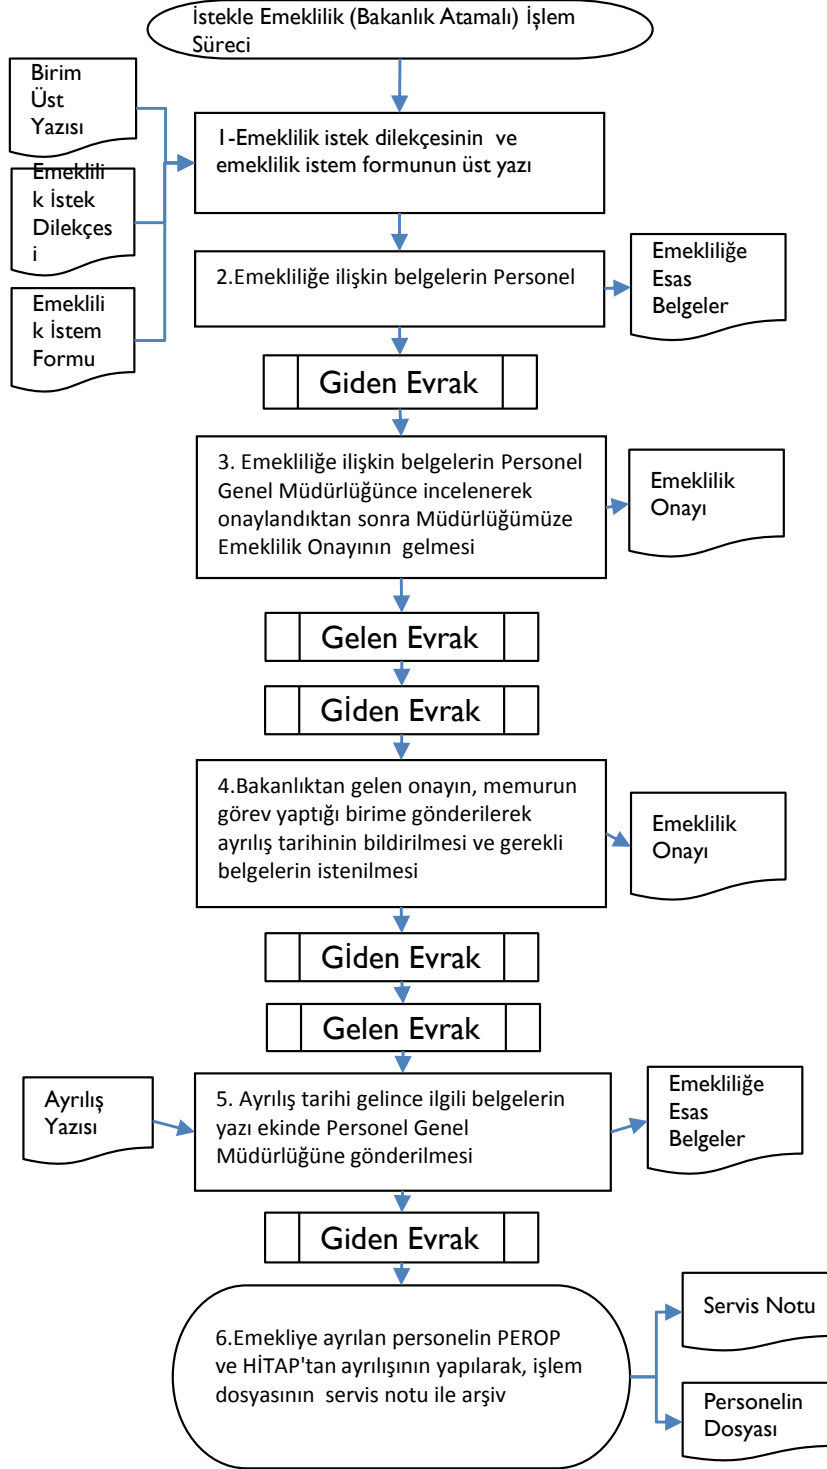 İstekle Emeklilik (Bakanlık Atamalı) İşlem
Süreci
Birim
Üst
Yazısı
1-Emeklilik istek dilekçesinin ve
emeklilik istem formunun üst yazı
Emeklili
k İstek
Dilekçes
i
2.Emekliliğe ilişkin belgelerin Personel
Emekliliğe
Esas
Belgeler
Emeklili
k İstem
Formu
Giden Evrak
3. Emekliliğe ilişkin belgelerin Personel
Genel Müdürlüğünce incelenerek
onaylandıktan sonra Müdürlüğümüze
Emeklilik Onayının gelmesi
Emeklilik
Onayı
Gelen Evrak
Gİden Evrak
4.Bakanlıktan gelen onayın, memurun
görev yaptığı birime gönderilerek
ayrılış tarihinin bildirilmesi ve gerekli
belgelerin istenilmesi
Emeklilik
Onayı
Gİden Evrak
Gelen Evrak
Ayrılış
Yazısı
5. Ayrılış tarihi gelince ilgili belgelerin
yazı ekinde Personel Genel
Müdürlüğüne gönderilmesi
Emekliliğe
Esas
Belgeler
Giden Evrak
6.Emekliye ayrılan personelin PEROP
ve HİTAP'tan ayrılışının yapılarak, işlem
dosyasının servis notu ile arşiv
Servis Notu
Personelin
Dosyası